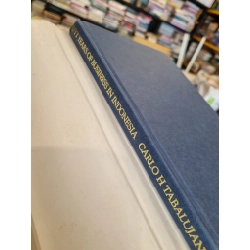 YEARS OF BUSINESS IN INDONESIA CARLO H TABALUJAN